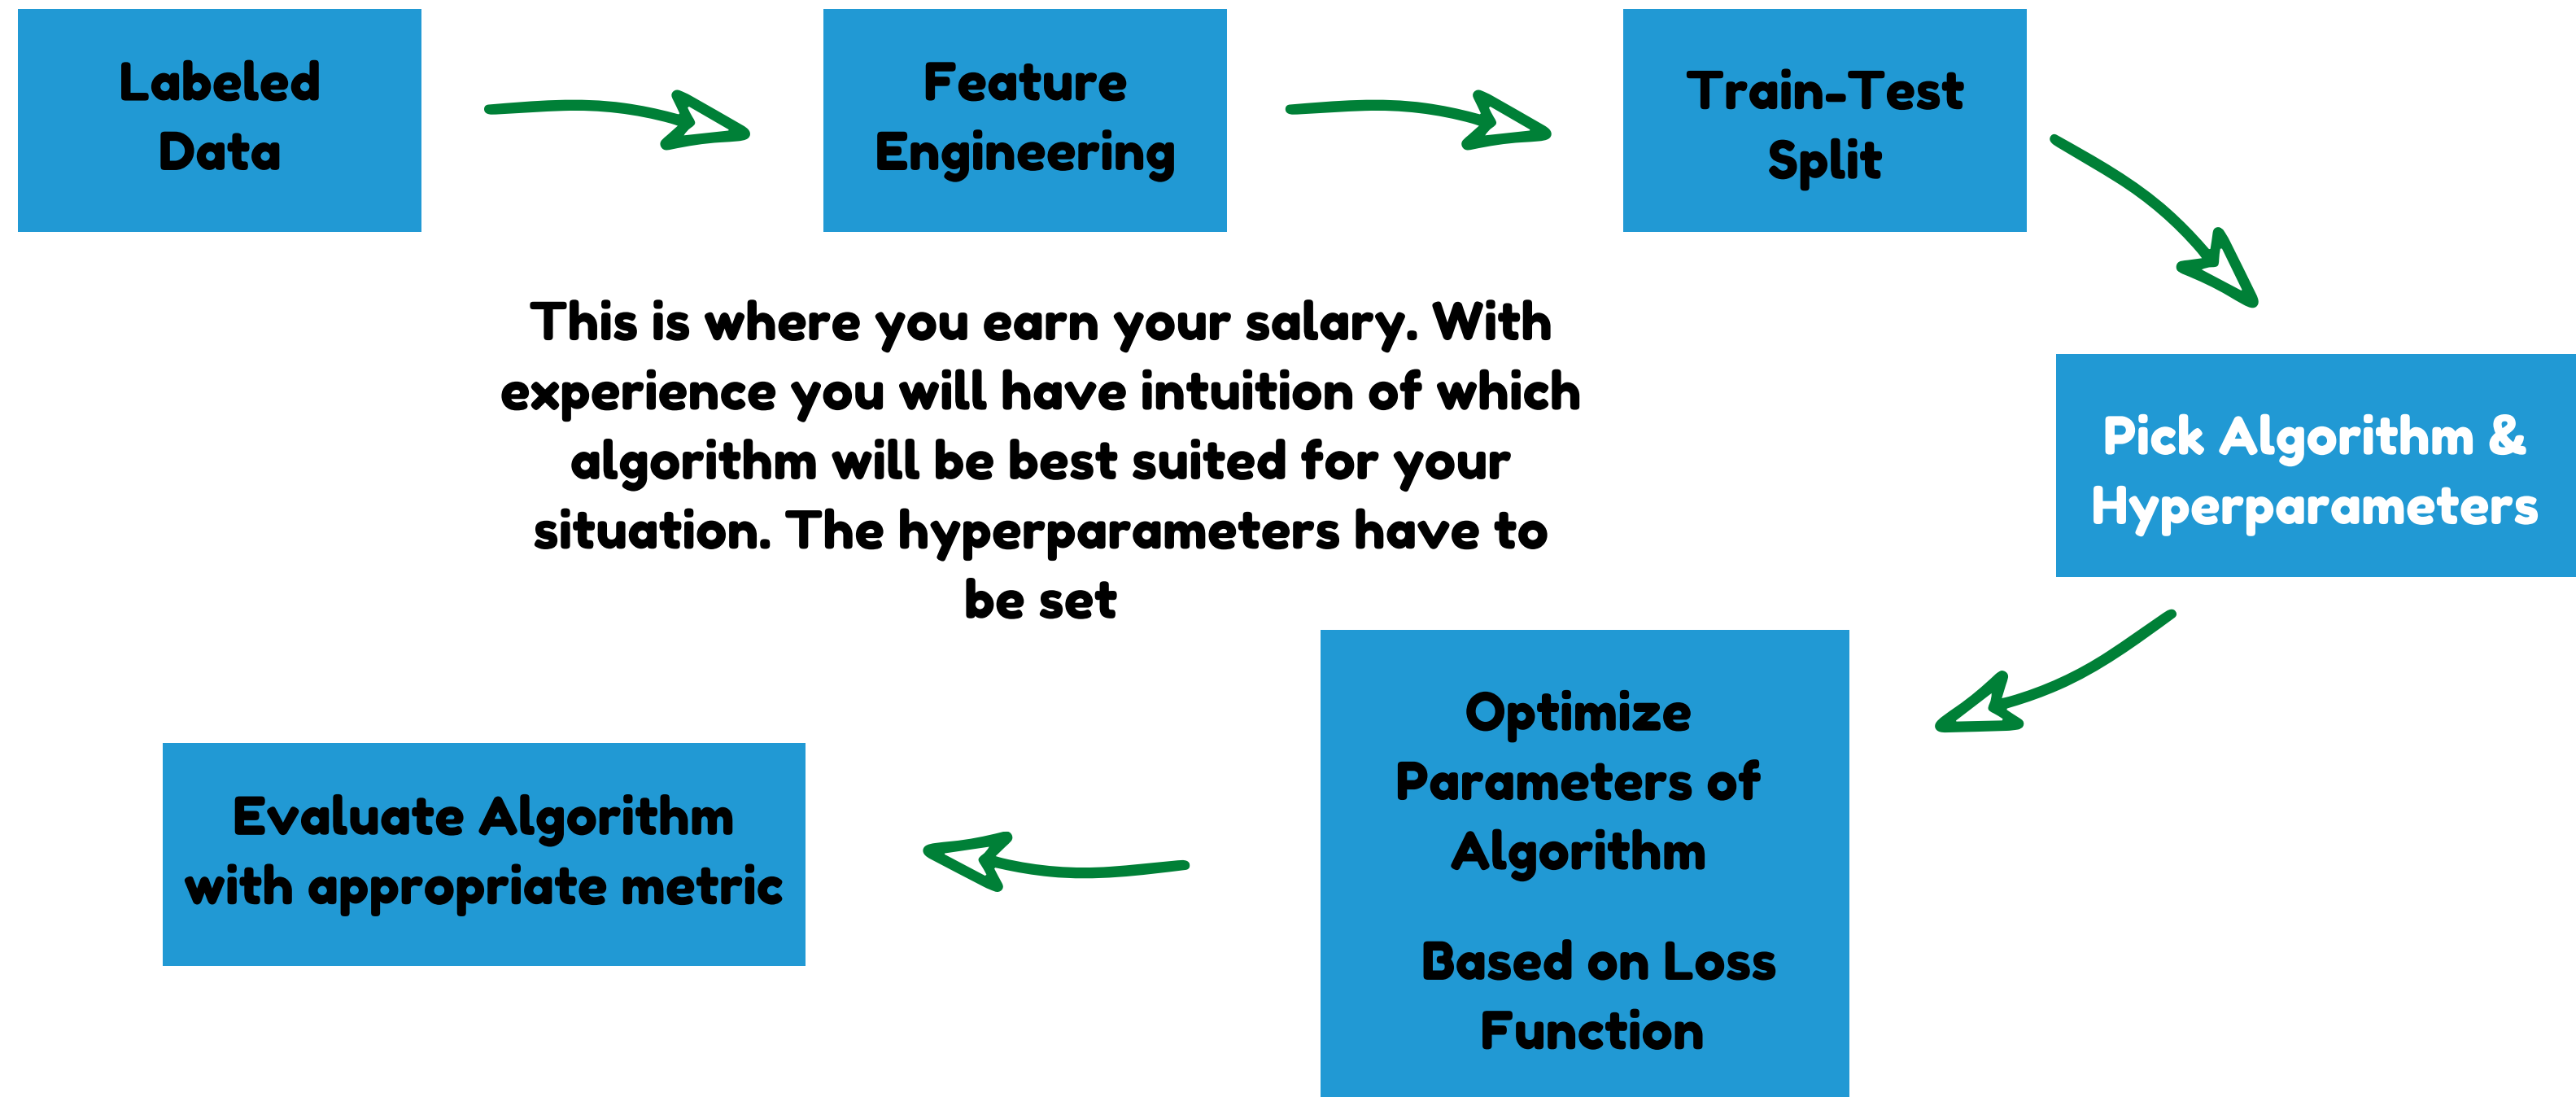 Labeled
Data
Feature
Engineering
Train-Test
Split
This is where you earn your salary. With
experience you will have intuition of which
algorithm will be best suited for your
situation. The hyperparameters have to
be set
Pick Algorithm &
Hyperparameters
Optimize
Parameters of
Algorithm
Based on Loss
Function
Evaluate Algorithm
with appropriate metric